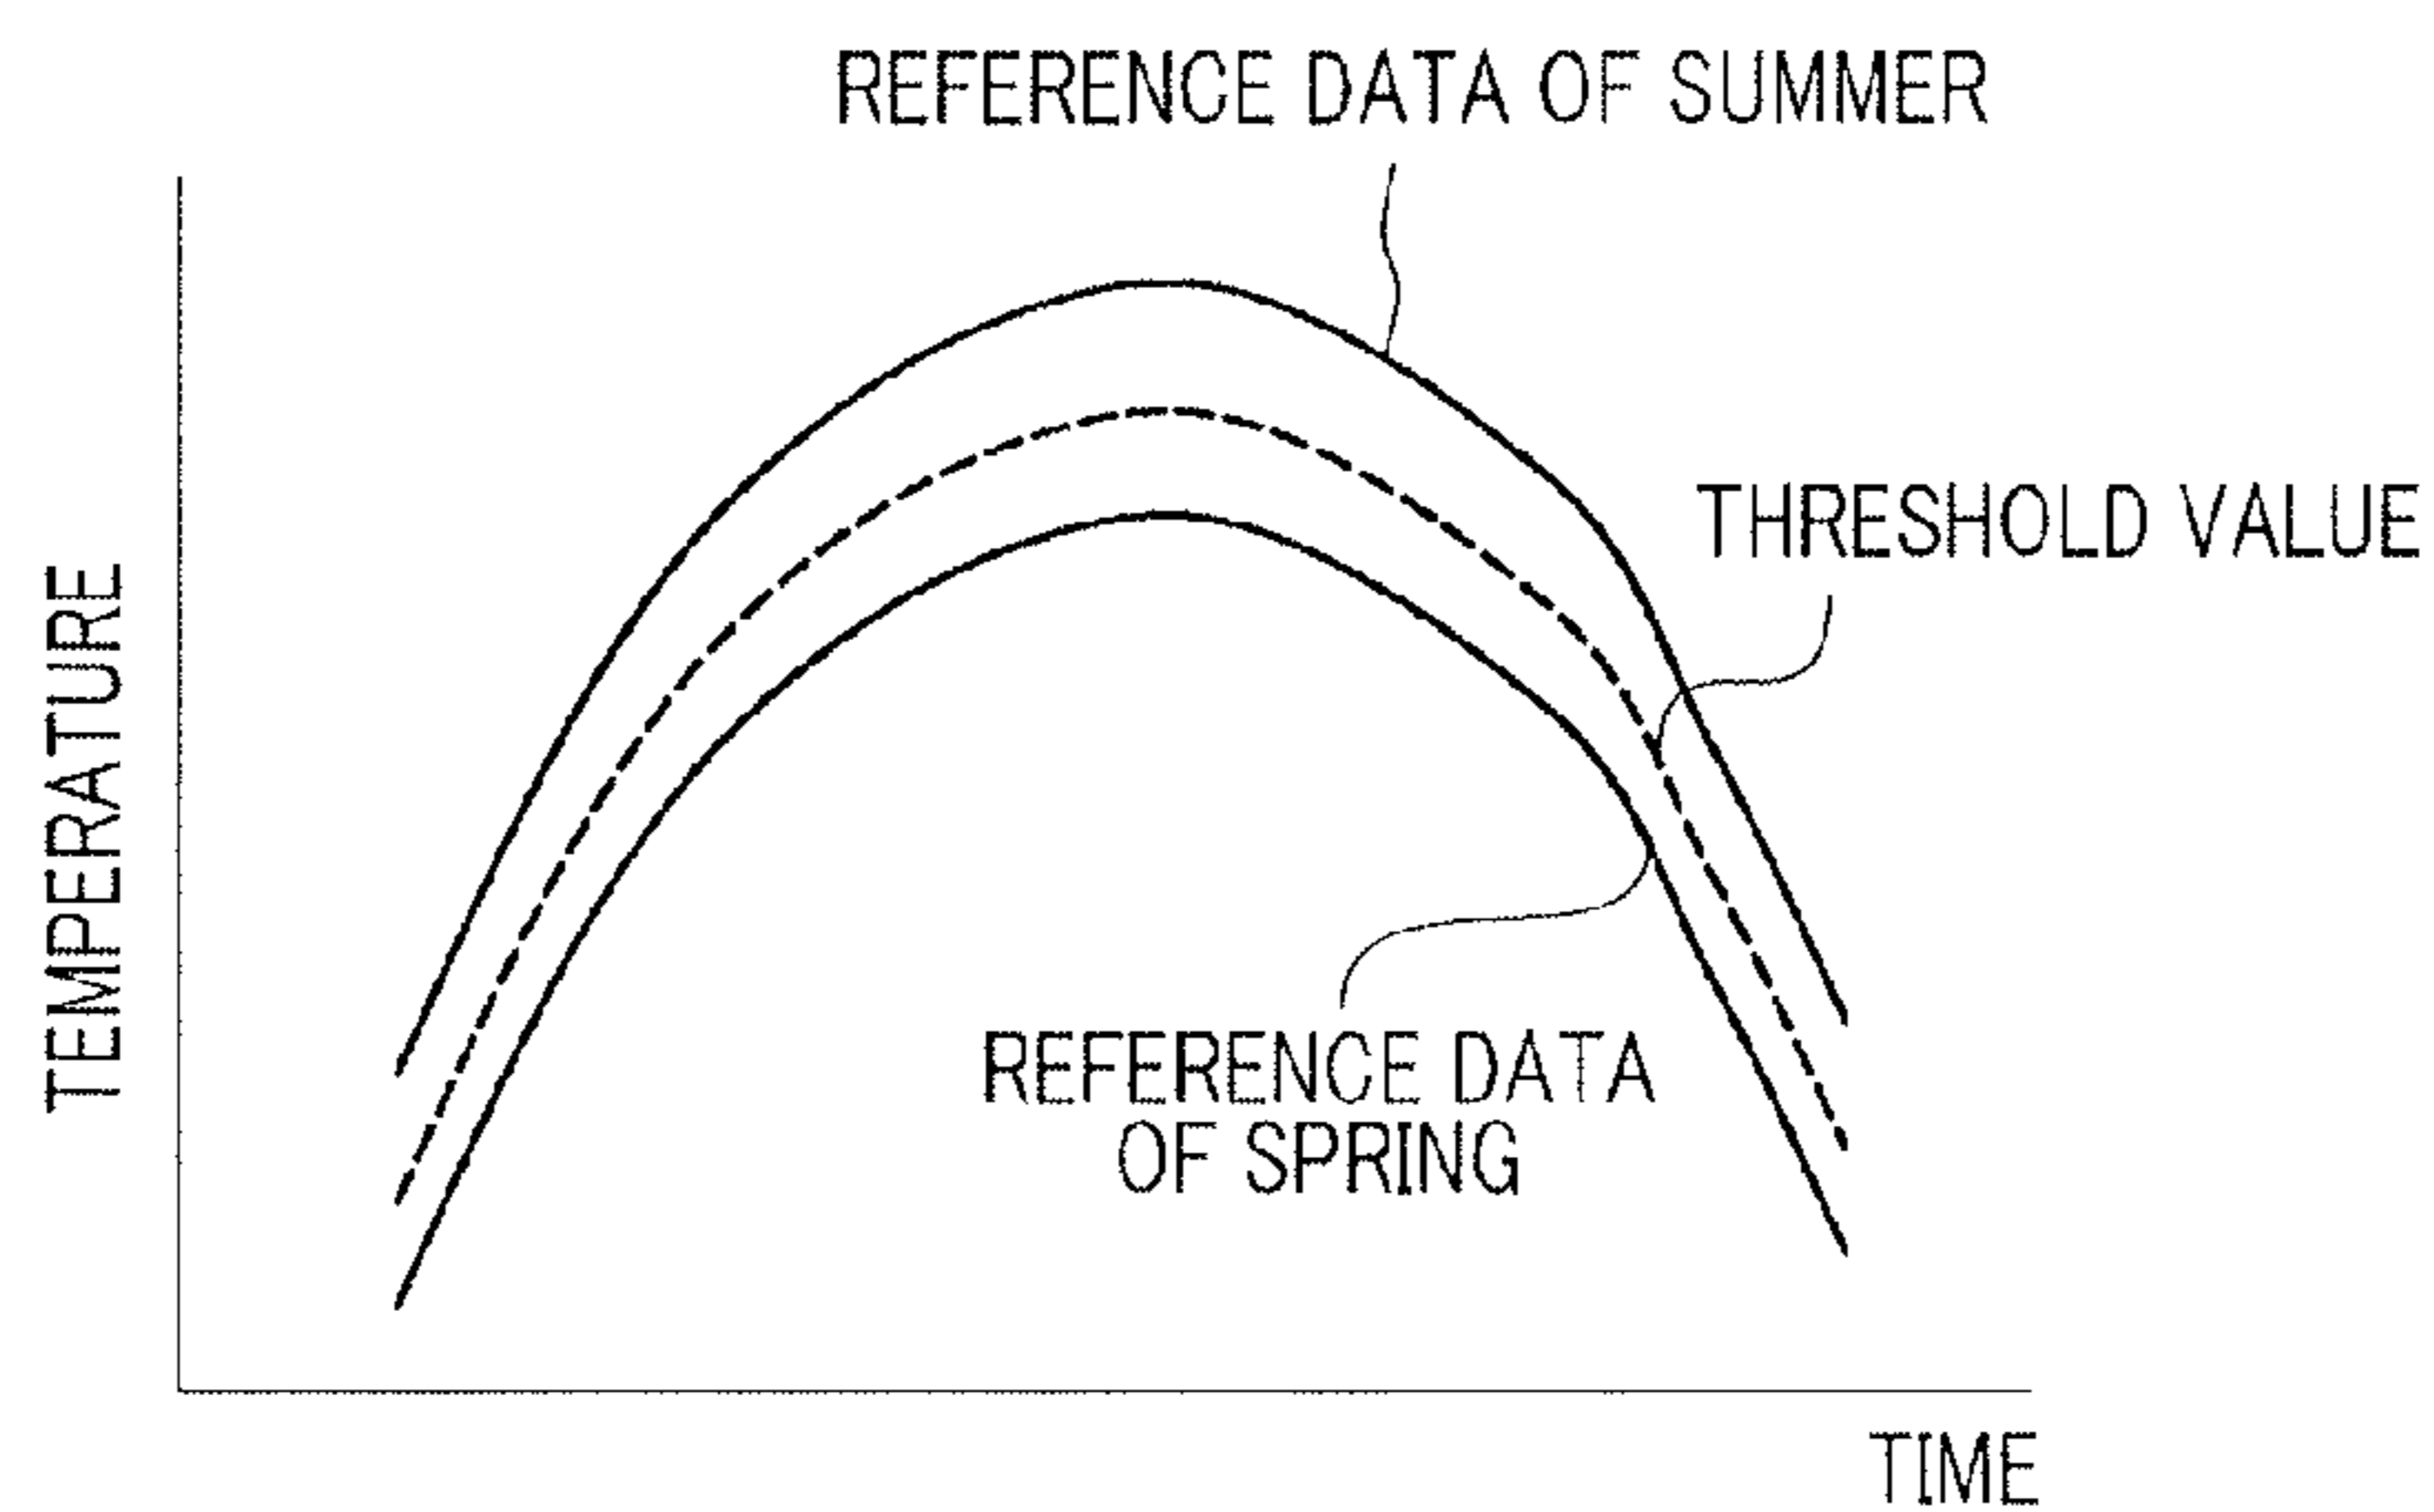 REFERENCE DATA OF SUMMER
THRESHOLD VALUE
TEMPERATURE
REFERENCE DATA
OF SPRING
TIME